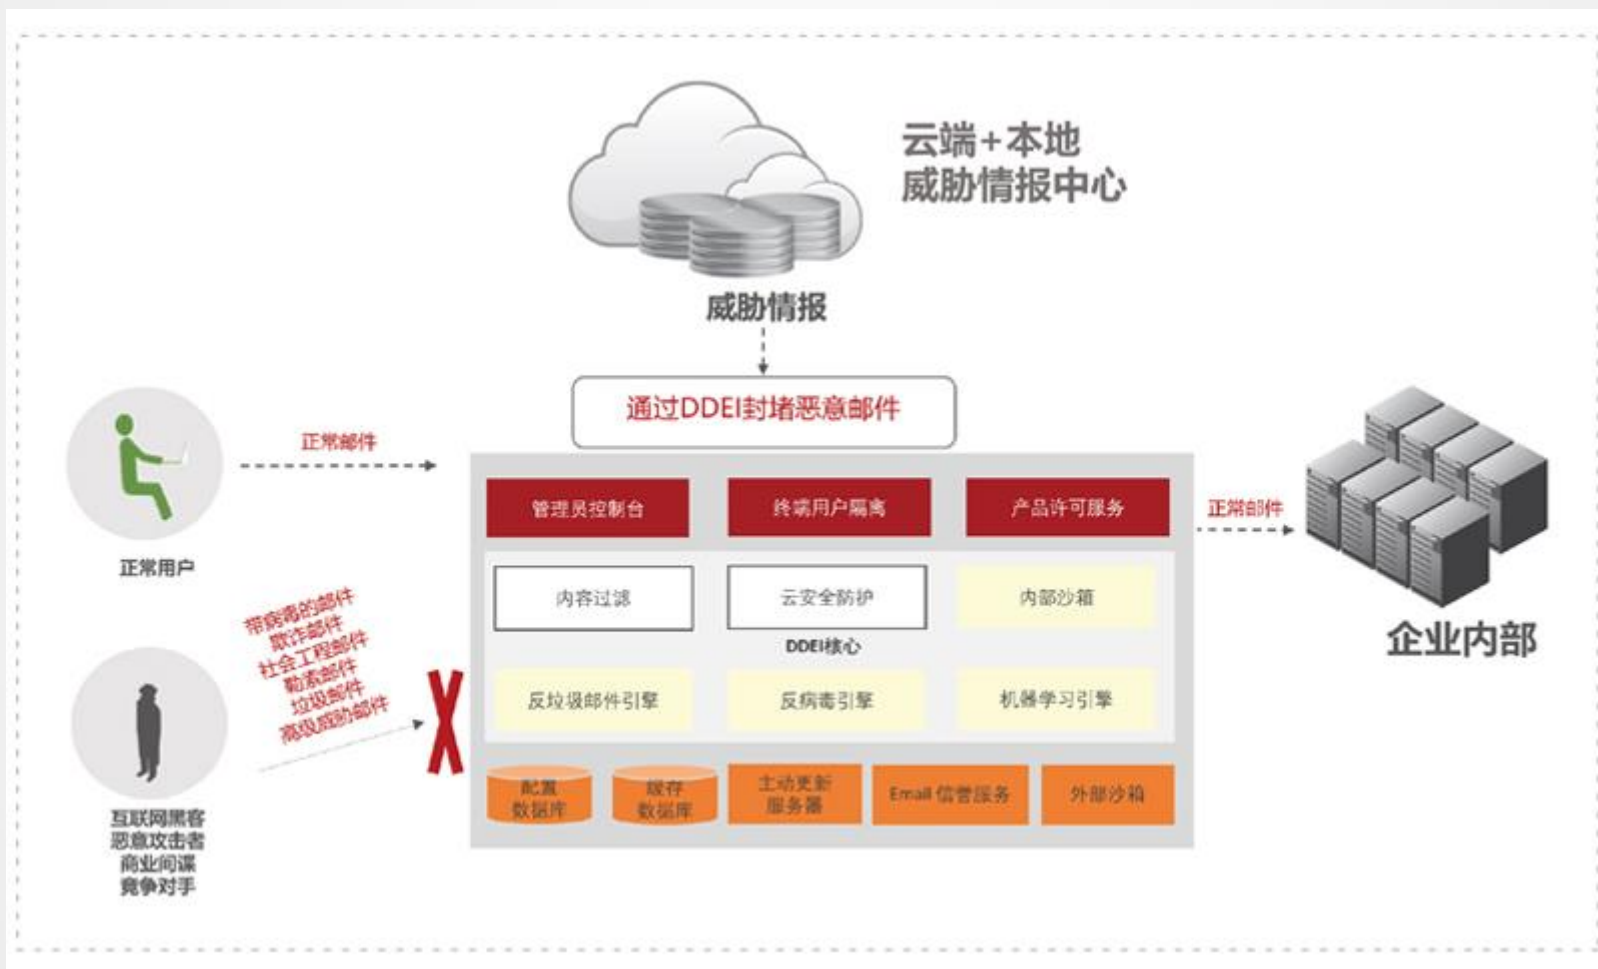 云端+本地
威胁情报中心
威胁情报
通过DDEI封堵恶意邮件
正常邮件
正常用户
带病毒的邮件
欺诈邮件
社会工程邮件
勒索邮件
垃圾邮件
高级威胁邮件
互联网黑客
恶意攻击者
商业间谍
竞争对手
管理员控制台
终端用户隔离
产品许可服务
内容过滤
云安全防护
内部沙箱
DDEI核心
反垃圾邮件引擎
反病毒引擎
机器学习引擎
配置
数据库
缓存
数据库
主动更新
服务器
Email 信誉服务
外部沙箱
正常邮件
企业内部